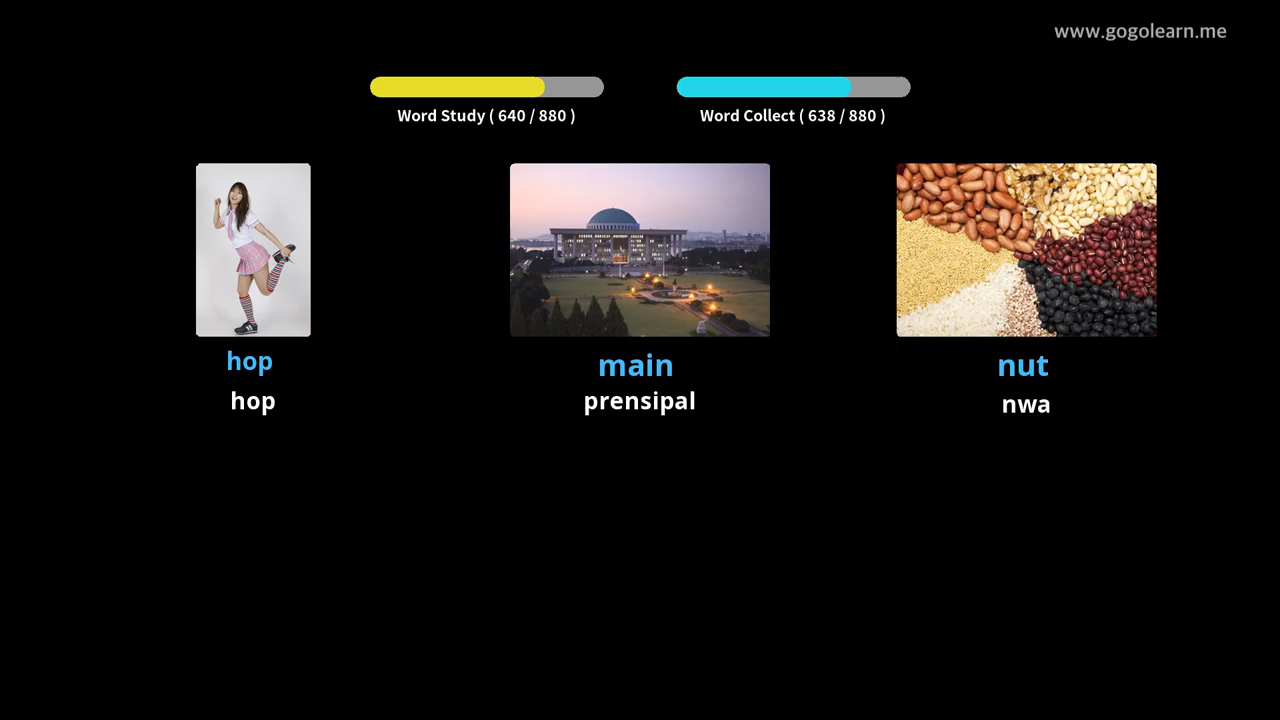 www.gogolearn.me
Word Study ( 640 / 880 )
Word Collect ( 638 / 880 )
hop
hop
main
prensipal
nut
nwa